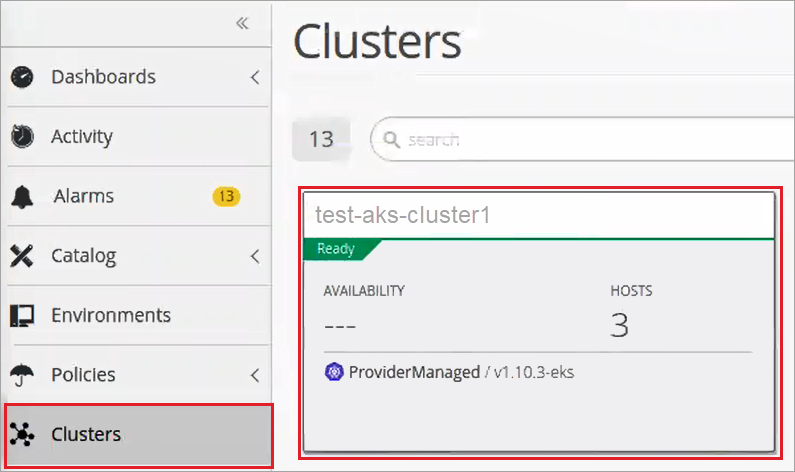 «
Dashboards
Activity
Alarms 13
Catalog
Environments
Policies
Clusters
Clusters
13 search
test-aks-cluster1
Ready
AVAILABILITY HOSTS
--- 3
ProviderManaged / v1.10.3-eks